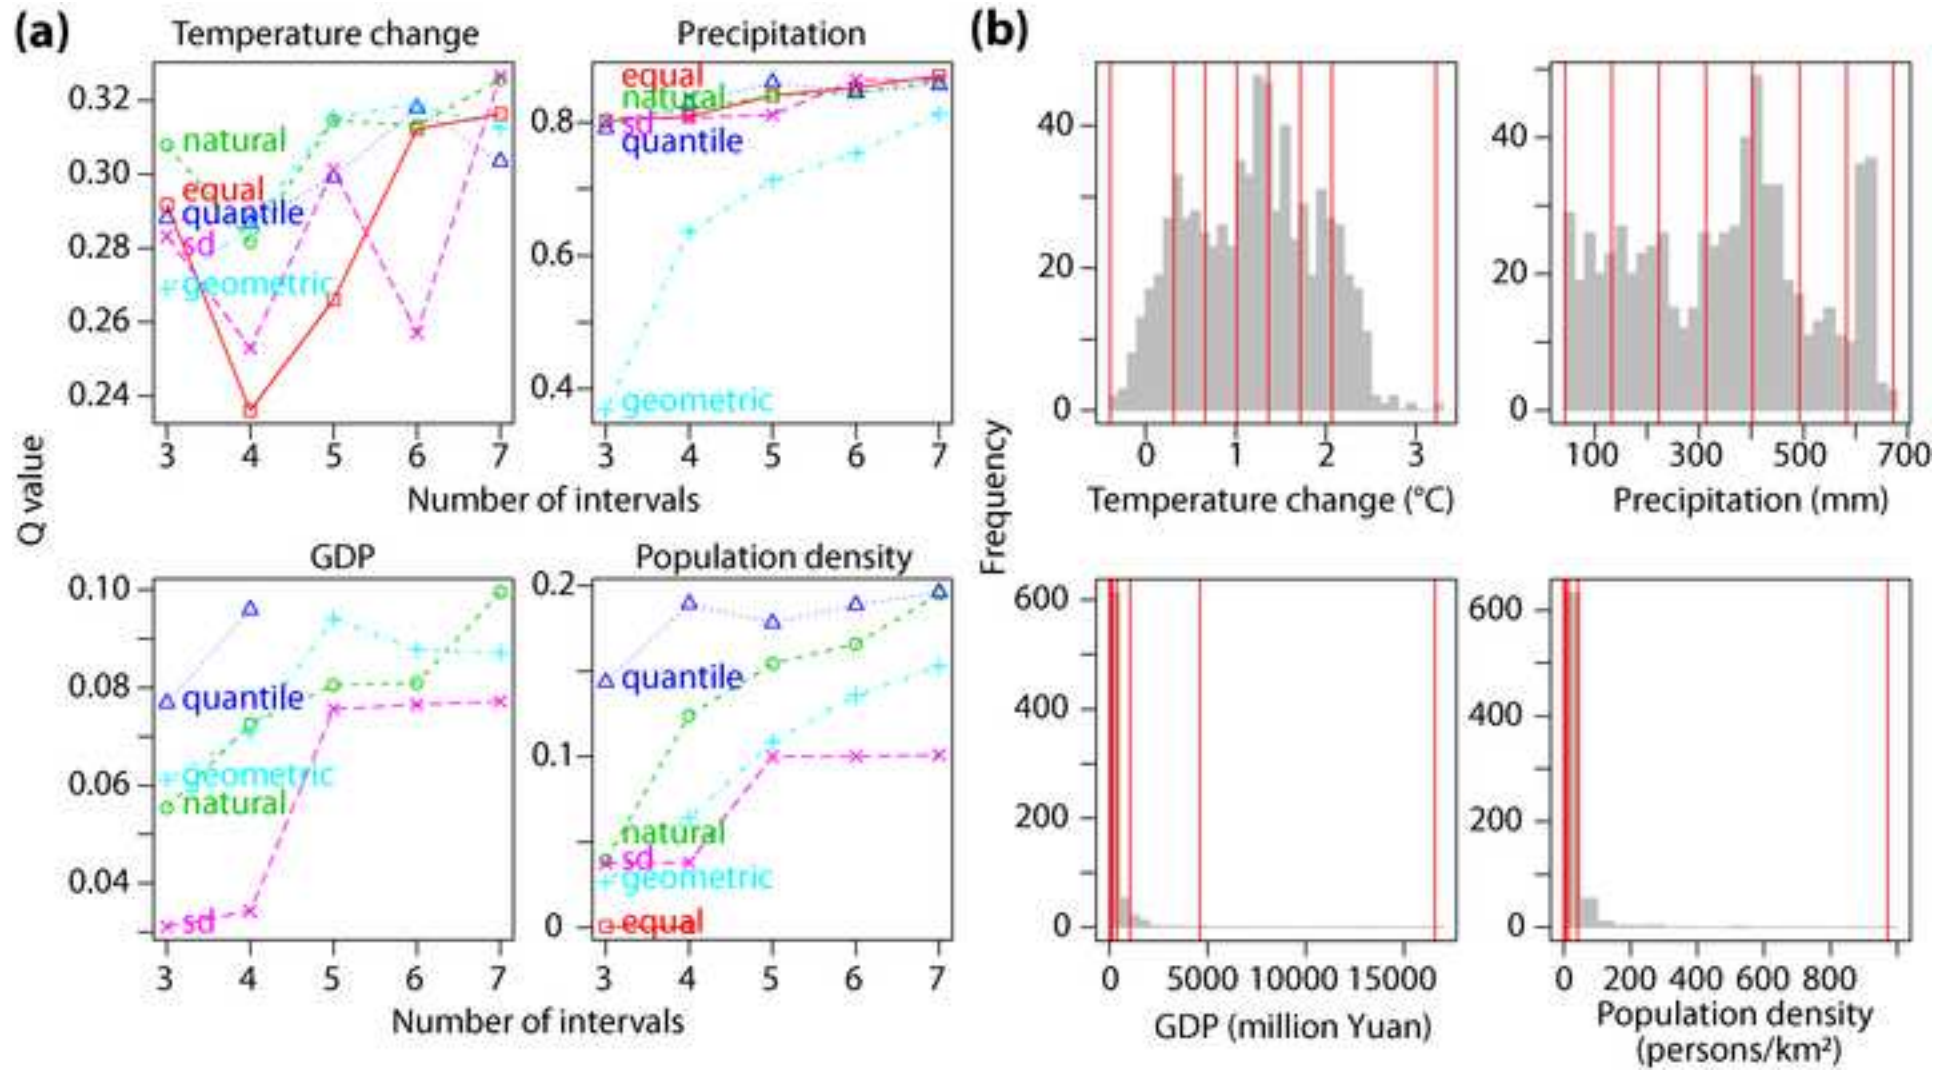 (a)
Temperature change
Precipitation
Q value
0.32
0.30
0.28
0.26
0.24
natural
equal
quantile
sd
geometric
3 4 5 6 7
0.8
0.6
0.4
equal
natural
sd
quantile
geometric
3 4 5 6 7
Number of intervals
GDP
Population density
0.10
0.08
0.06
0.04
quantile
geometric
natural
sd
3 4 5 6 7
0.2
0.1
0
quantile
natural
sd
geometric
equal
3 4 5 6 7
Number of intervals
(b)
Frequency
40
20
0
0 1 2 3
Temperature change (°C)
40
20
0
100 300 500 700
Precipitation (mm)
600
400
200
0
0 5000 10000 15000
GDP (million Yuan)
600
400
200
0
0 200 400 600 800
Population density
(persons/km²)